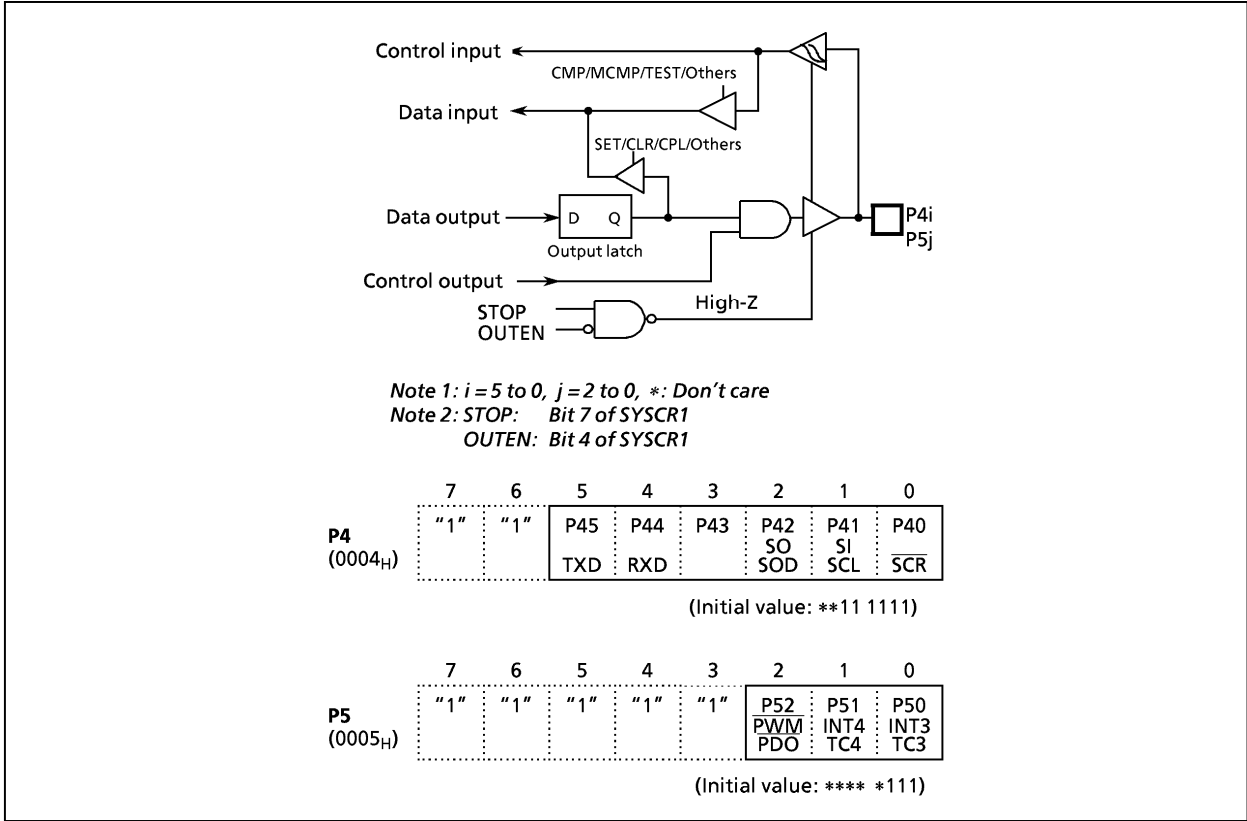 Control input
CMP/MCMP/TEST/Others
Data input
SET/CLR/CPL/Others
Data output
D Q
P4i
P5j
Output latch
Control output
High-Z
STOP
OUTEN
Note 1: i = 5 to 0, j = 2 to 0, *: Don't care
Note 2: STOP: Bit 7 of SYSCR1
OUTEN: Bit 4 of SYSCR1
7 6 5 4 3 2 1 0
P4
(0004H)
"1" "1" P45 P44 P43 P42 P41 P40
SO SI
TXD RXD SOD SCL SCR
(Initial value: **11 1111)
7 6 5 4 3 2 1 0
P5
(0005H)
"1" "1" "1" "1" "1" P52 P51 P50
PWM INT4 INT3
PDO TC4 TC3
(Initial value: **** *111)